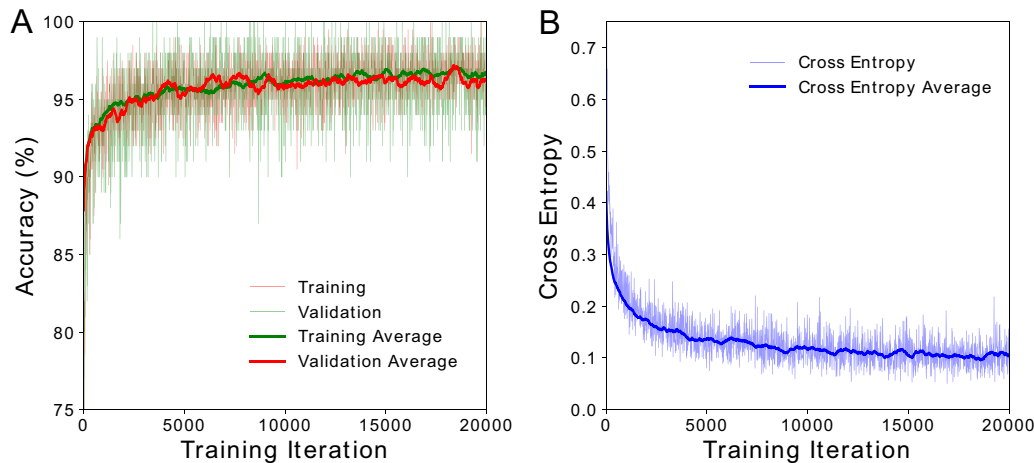 A
Accuracy (%)
100
95
90
85
80
75
0
5000
10000
15000
20000
Training Iteration
Training
Validation
Training Average
Validation Average
B
Cross Entropy
0.7
0.6
0.5
0.4
0.3
0.2
0.1
0.0
0
5000
10000
15000
20000
Training Iteration
Cross Entropy
Cross Entropy Average